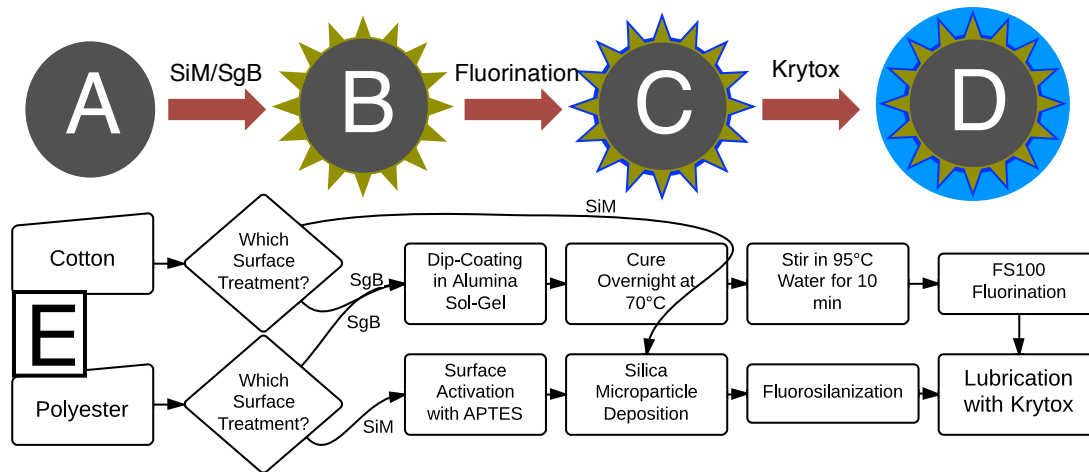 A
SiM/SgB
B
Fluorination
C
Krytox
D
SiM
Cotton
Which
Surface
Treatment?
SgB
SgB
Dip-Coating
in Alumina
Sol-Gel
Cure
Overnight at
70°C
Stir in 95°C
Water for 10
min
FS100
Fluorination
E
Polyester
Which
Surface
Treatment?
SiM
Surface
Activation
with APTES
Silica
Microparticle
Deposition
Fluorosilanization
Lubrication
with Krytox